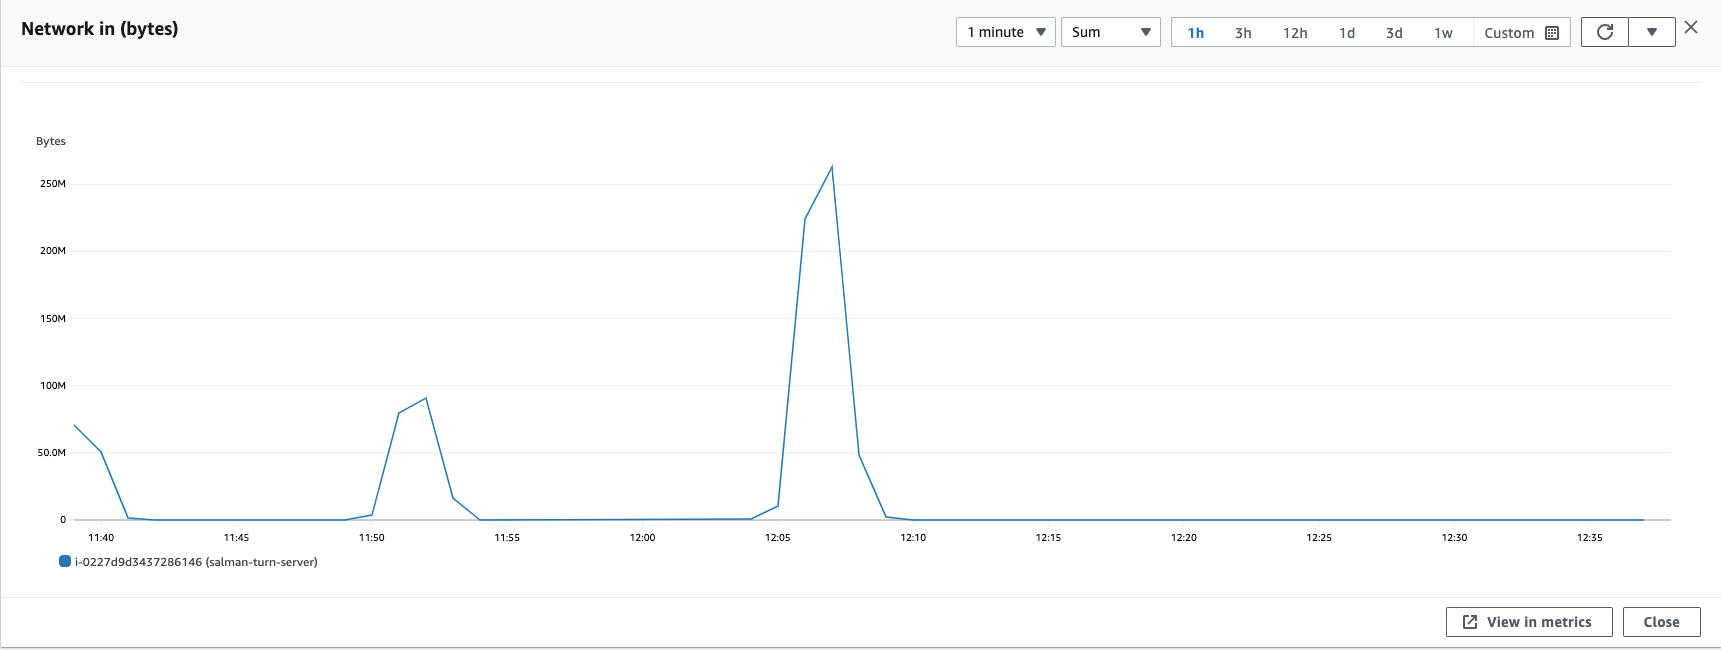 Network in (bytes)
1 minute
Sum
1h 3h 12h 1d 3d 1w Custom
Bytes
250M
200M
150M
100M
50.0M
0
11:40 11:45 11:50 11:55 12:00 12:05 12:10 12:15 12:20 12:25 12:30 12:35
i-0227d9d3437286146 (salman-turn-server)
View in metrics
Close